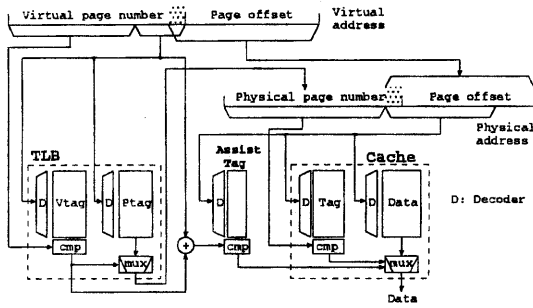 Virtual page number
Page offset
Virtual
address
Physical page number
Page offset
Physical
address
TLB
Assist
Tag
Cache
D
Vtag
D
Ptag
D
D
Tag
D
Data
D: Decoder
cmp
mux
+
cmp
cmp
mux
Data